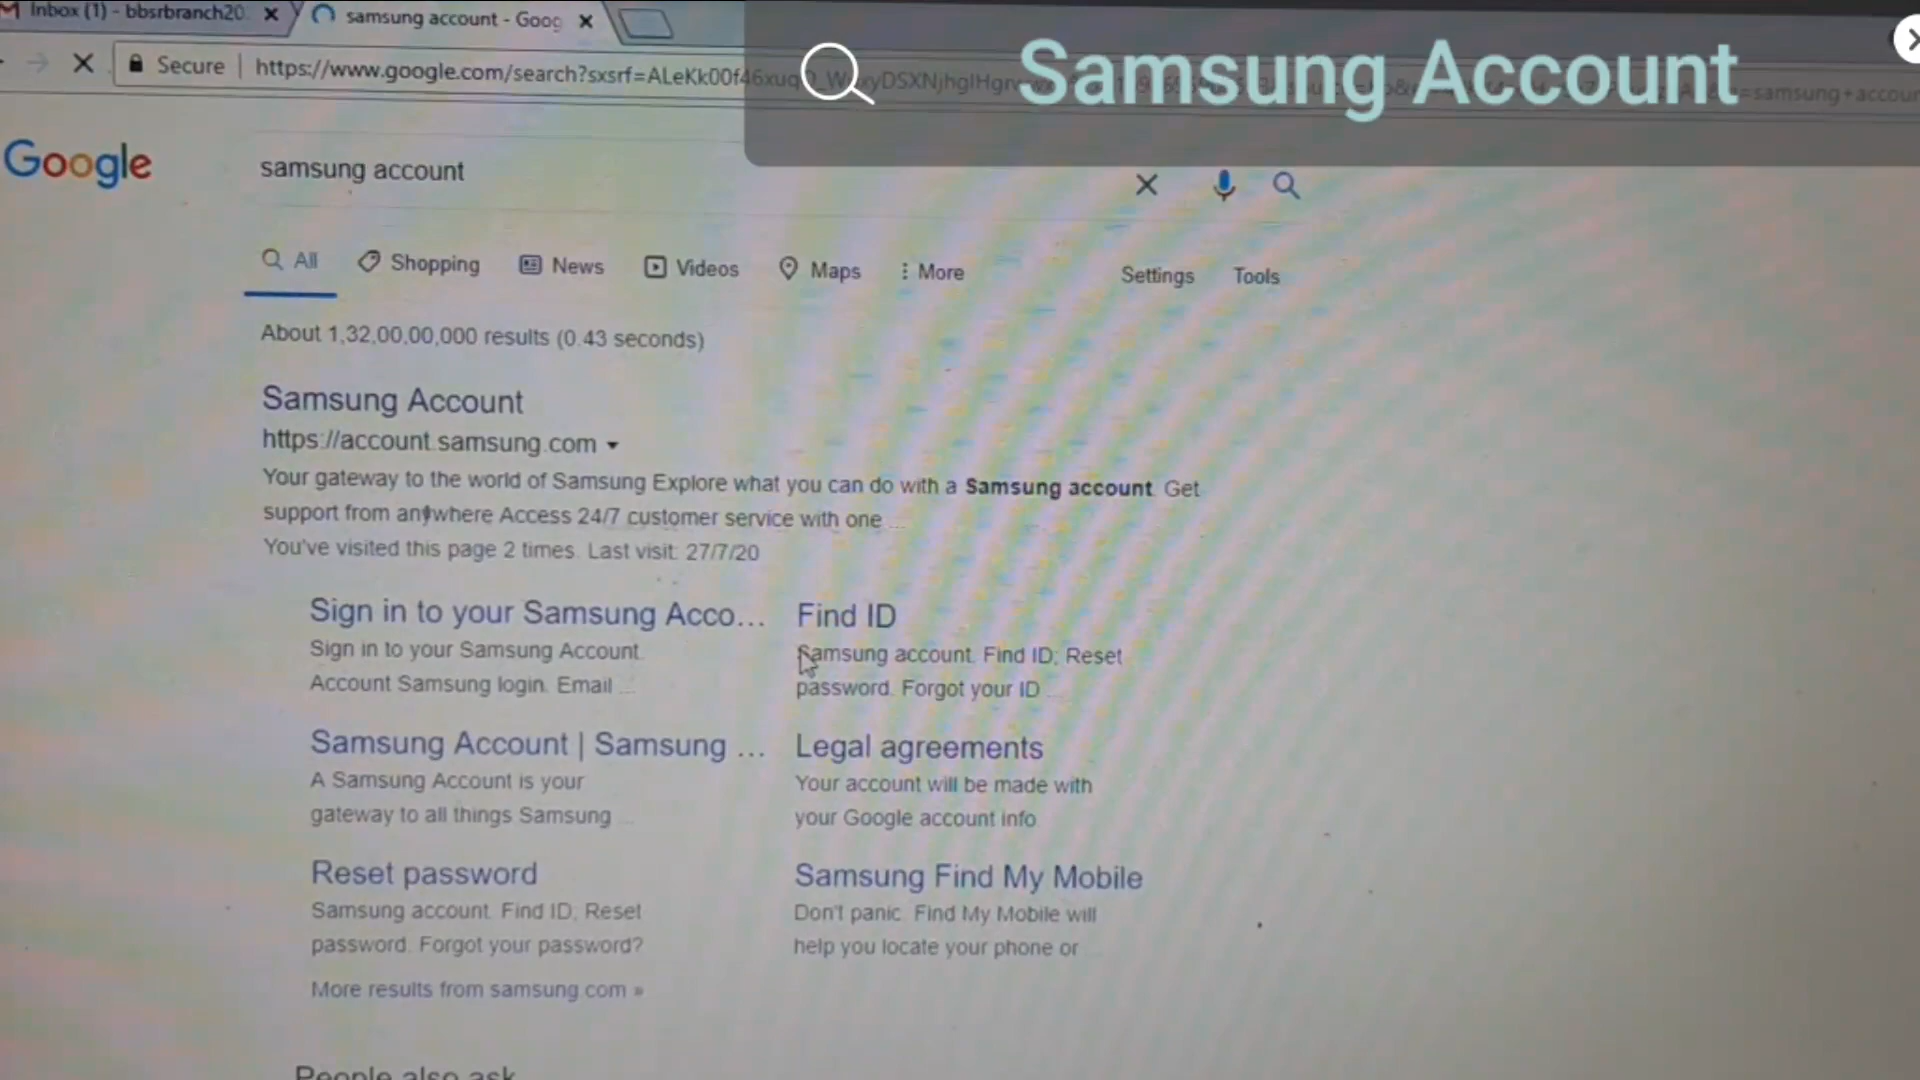 Inbox (1) - bbsrbranch20
samsung account - Goog
Samsung Account
Secure
https://www.google.com/search?sxsrf=ALeKk00f46xuq
=samsung+accoun
Google
samsung account
All
Shopping
News
Videos
Maps
More
Settings
Tools
About 1,32,00,00,000 results (0.43 seconds)
Samsung Account
https://account.samsung.com
Your gateway to the world of Samsung Explore what you can do with a Samsung account. Get
support from anywhere Access 24/7 customer service with one ...
You've visited this page 2 times. Last visit: 27/7/20
Sign in to your Samsung Acco...
Sign in to your Samsung Account.
Account Samsung login. Email ...
Find ID
Samsung account. Find ID; Reset
password. Forgot your ID ...
Samsung Account | Samsung ...
A Samsung Account is your
gateway to all things Samsung ...
Legal agreements
Your account will be made with
your Google account info
Reset password
Samsung account. Find ID; Reset
password. Forgot your password?
Samsung Find My Mobile
Don't panic. Find My Mobile will
help you locate your phone or
More results from samsung.com »
People also ask